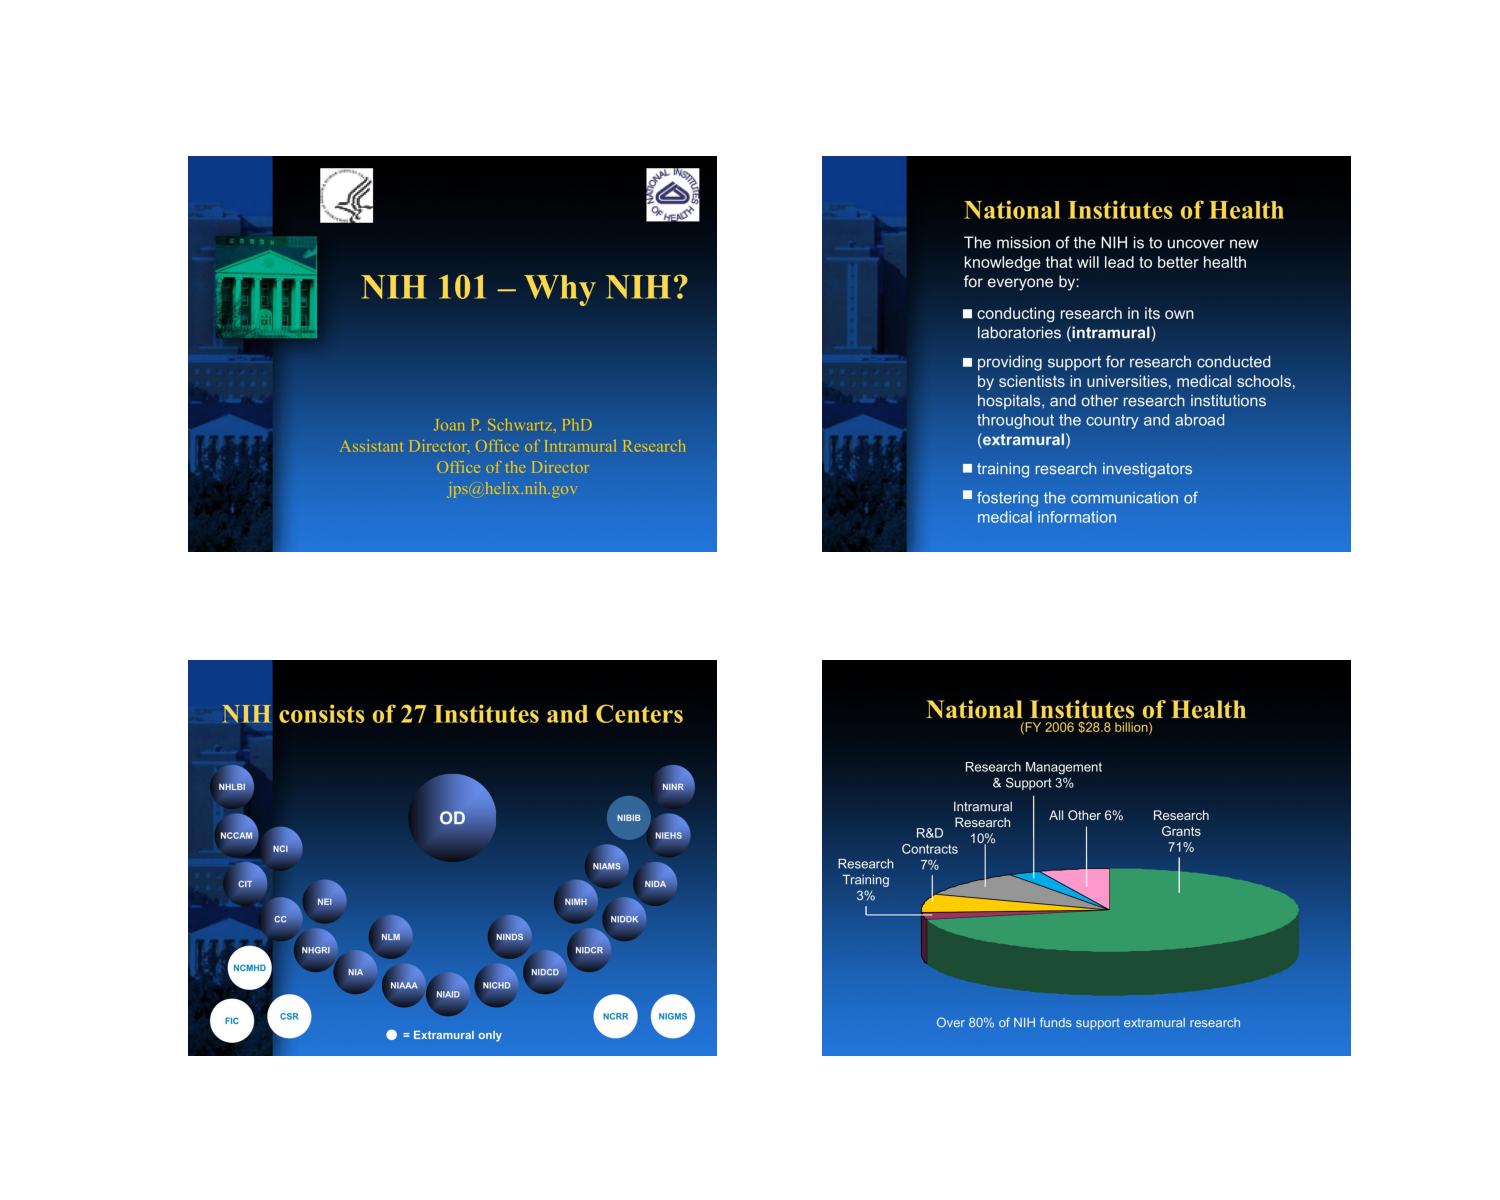 NATIONAL INSTITUTES
OF HEALTH
NIH 101 – Why NIH?
Joan P. Schwartz, PhD
Assistant Director, Office of Intramural Research
Office of the Director
jps@helix.nih.gov
National Institutes of Health
The mission of the NIH is to uncover new
knowledge that will lead to better health
for everyone by:
conducting research in its own
laboratories (intramural)
providing support for research conducted
by scientists in universities, medical schools,
hospitals, and other research institutions
throughout the country and abroad
(extramural)
training research investigators
fostering the communication of
medical information
NIH consists of 27 Institutes and Centers
NHLBI
NINR
OD
NIBIB
NCCAM
NIEHS
NCI
NIAMS
CIT
NIDA
NEI
NIMH
CC
NIDDK
NLM
NINDS
NHGRI
NIDCR
NCMHD
NIA
NIDCD
NIAAA
NICHD
NIAID
FIC
CSR
NCRR
NIGMS
= Extramural only
National Institutes of Health
(FY 2006 $28.8 billion)
Research Management
& Support 3%
Intramural
Research
10%
All Other 6%
Research
Grants
71%
R&D
Contracts
7%
Research
Training
3%
Over 80% of NIH funds support extramural research